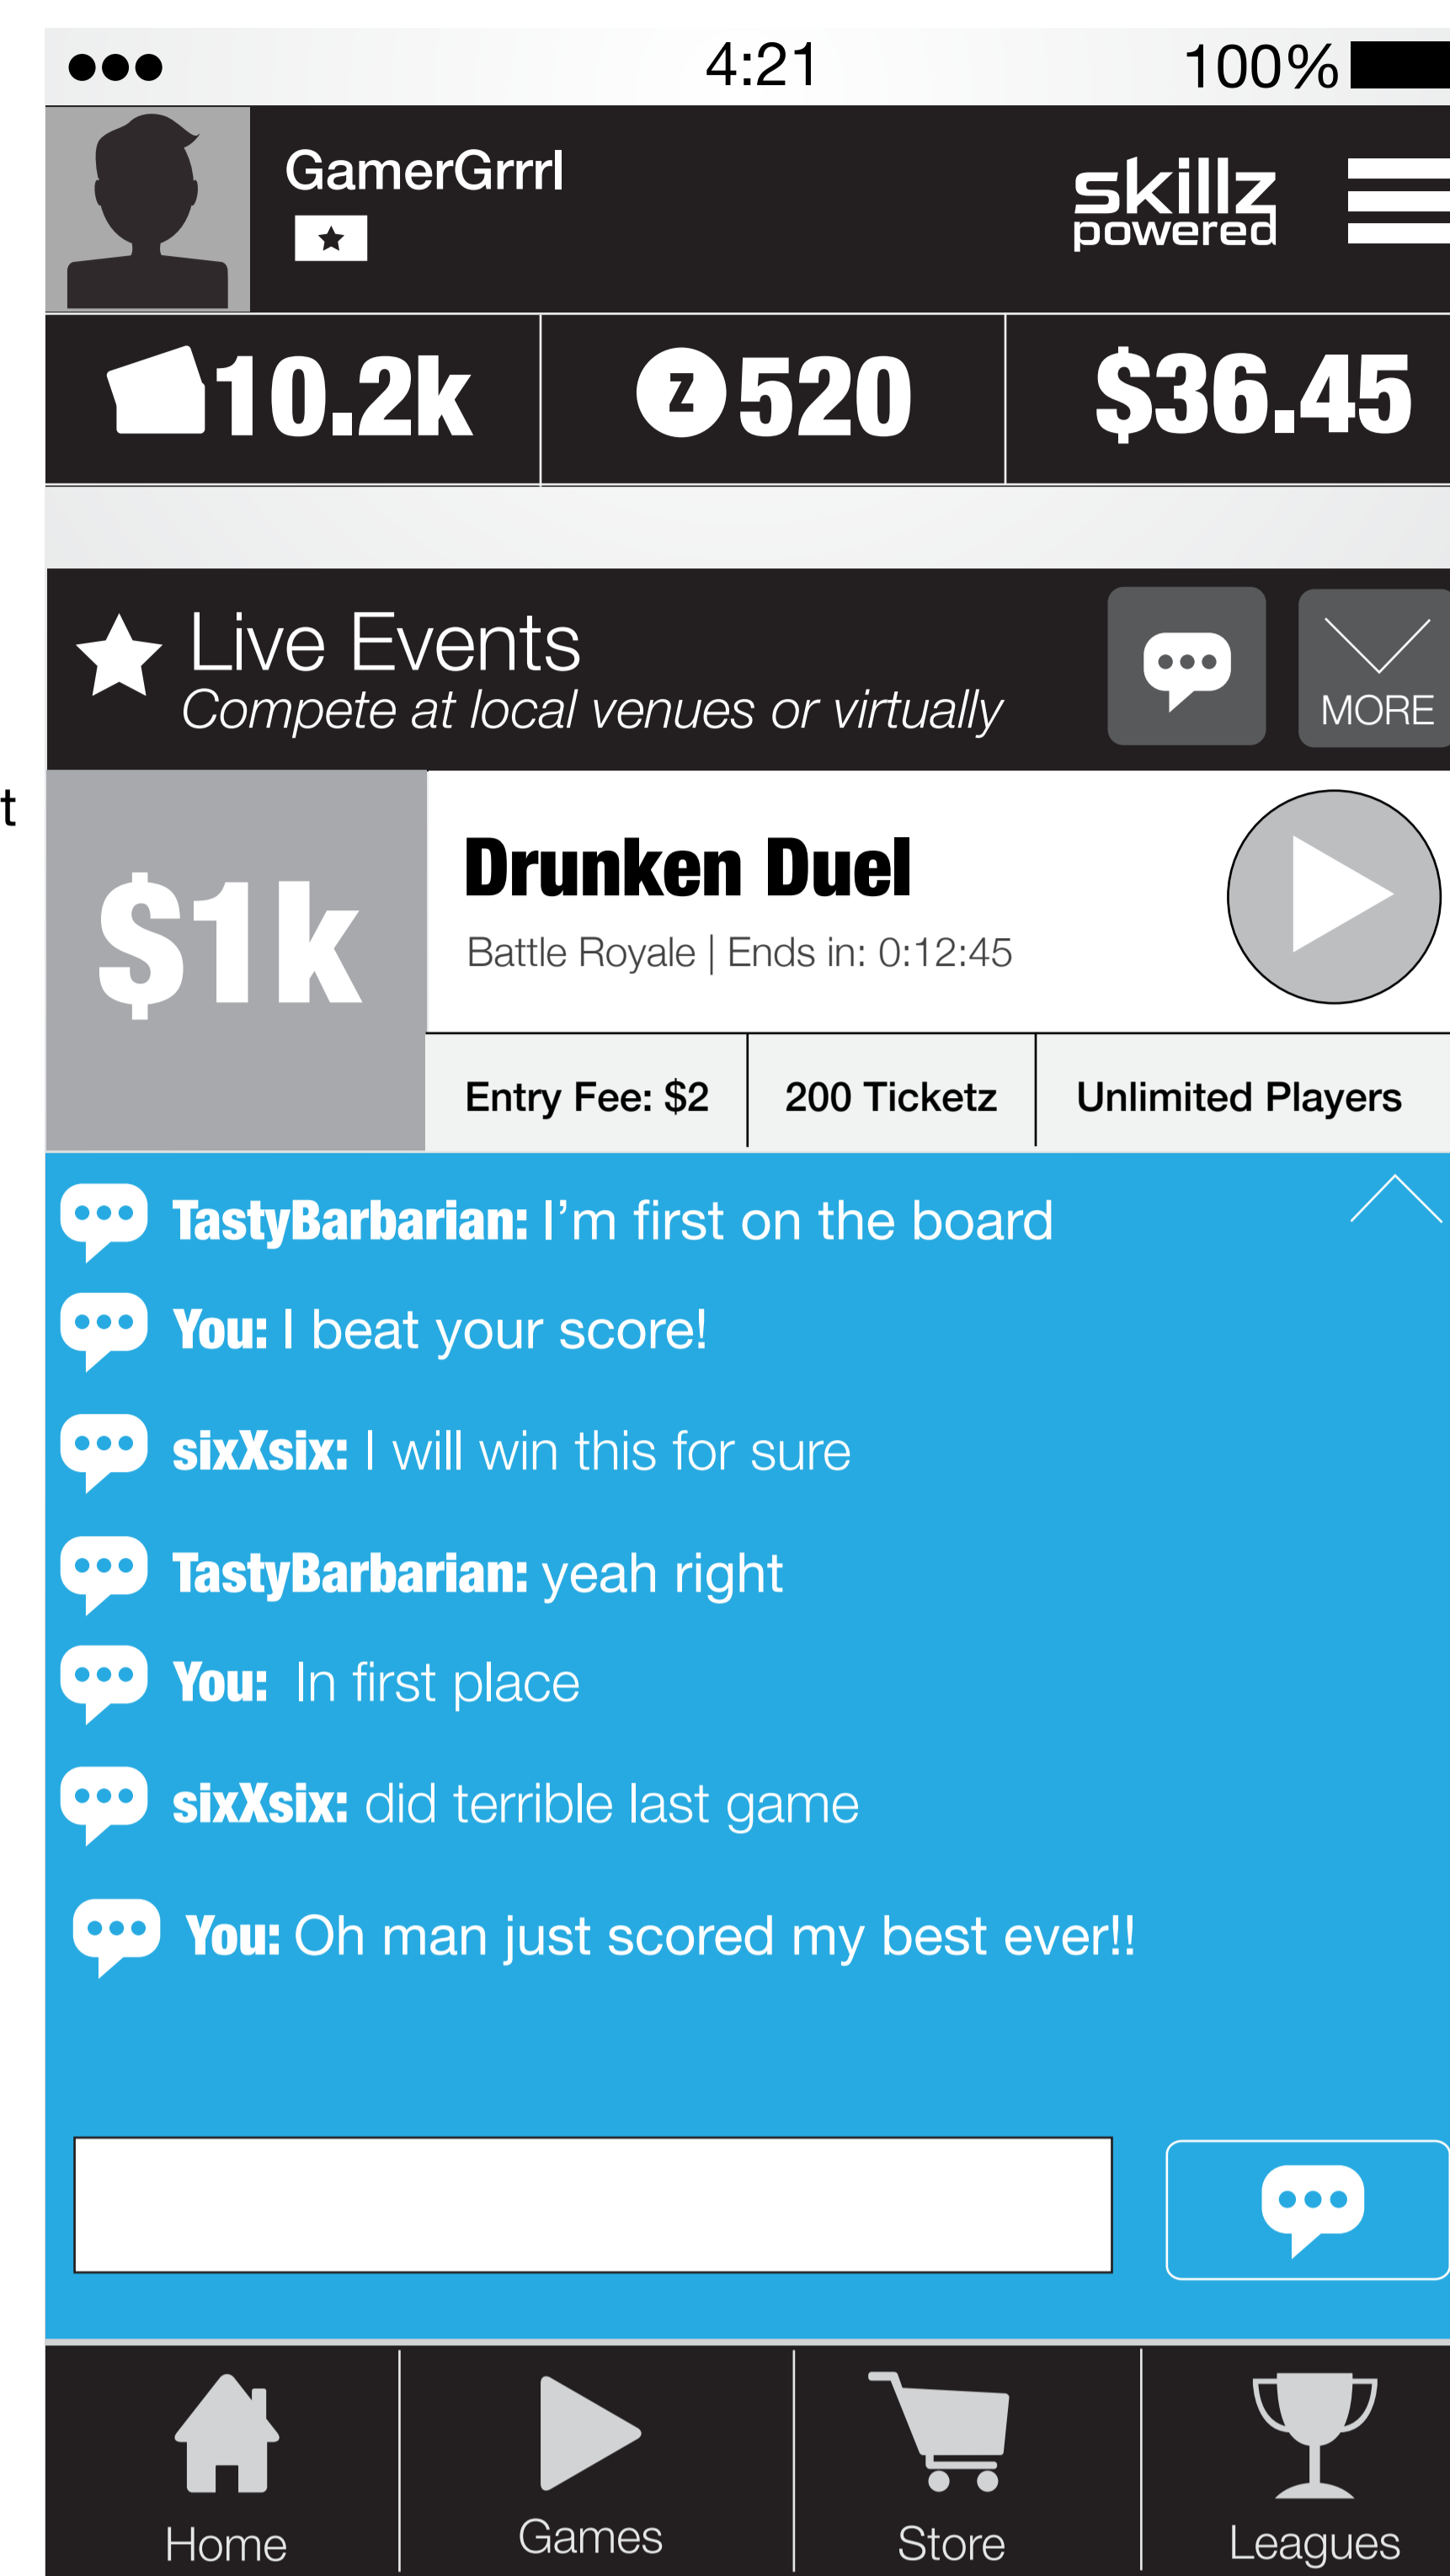 4:21 100%
GamerGrrrl
skillz
powered
10.2k Z 520 $36.45
Live Events
Compete at local venues or virtually
MORE
t
$1k
Drunken Duel
Battle Royale | Ends in: 0:12:45
Entry Fee: $2 200 Ticketz Unlimited Players
TastyBarbarian: I’m first on the board
You: I beat your score!
sixXsix: I will win this for sure
TastyBarbarian: yeah right
You: In first place
sixXsix: did terrible last game
You: Oh man just scored my best ever!!
Home Games Store Leagues